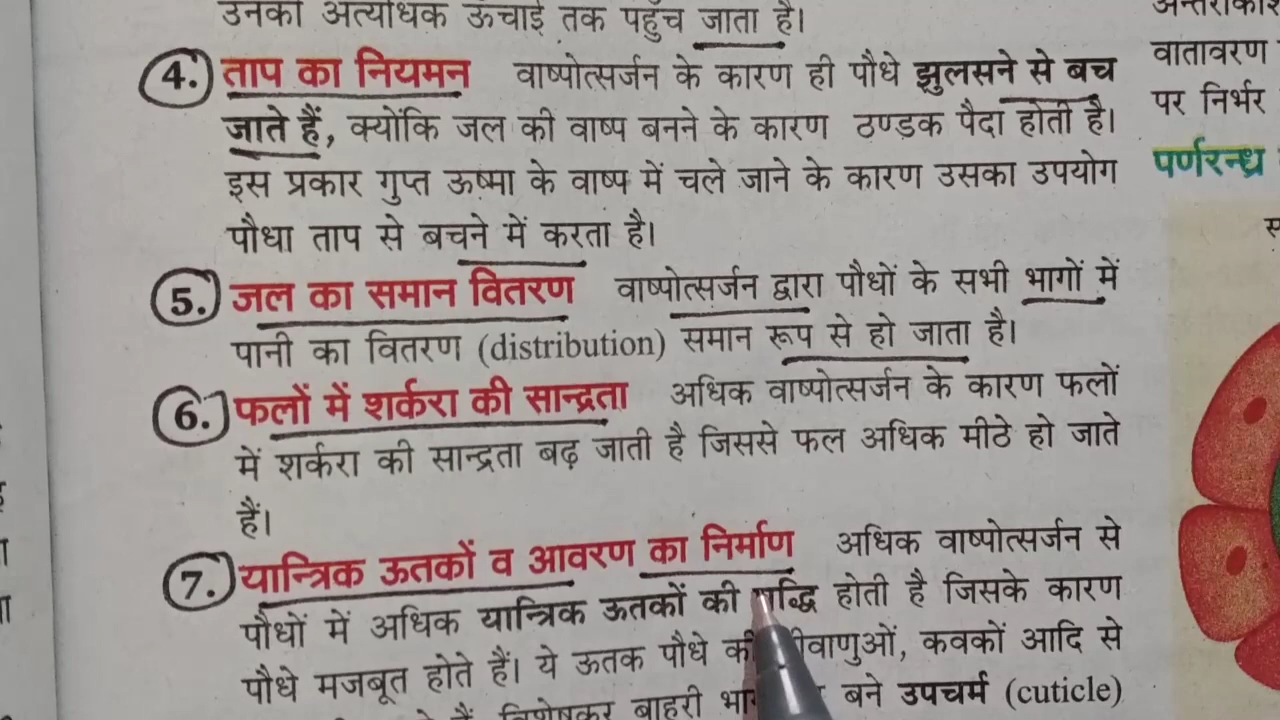 उनको अत्यधिक ऊँचाई तक पहुँच जाता है।
4. ताप का नियमन वाष्पोत्सर्जन के कारण ही पौधे झुलसने से बच
जाते हैं, क्योंकि जल की वाष्प बनने के कारण ठण्डक पैदा होती है।
इस प्रकार गुप्त ऊष्मा के वाष्प में चले जाने के कारण उसका उपयोग
पौधा ताप से बचने में करता है।
5. जल का समान वितरण वाष्पोत्सर्जन द्वारा पौधों के सभी भागों में
पानी का वितरण (distribution) समान रूप से हो जाता है।
6. फलों में शर्करा की सान्द्रता अधिक वाष्पोत्सर्जन के कारण फलों
में शर्करा की सान्द्रता बढ़ जाती है जिससे फल अधिक मीठे हो जाते
हैं।
7. यान्त्रिक ऊतकों व आवरण का निर्माण अधिक वाष्पोत्सर्जन से
पौधों में अधिक यान्त्रिक ऊतकों की होती है जिसके कारण
पौधे मजबूत होते हैं। ये ऊतक पौधे कवकों आदि से
विशेषकर बाहरी बने उपचर्म (cuticle)
वातावरण
पर निर्भर
पर्णरन्ध्र